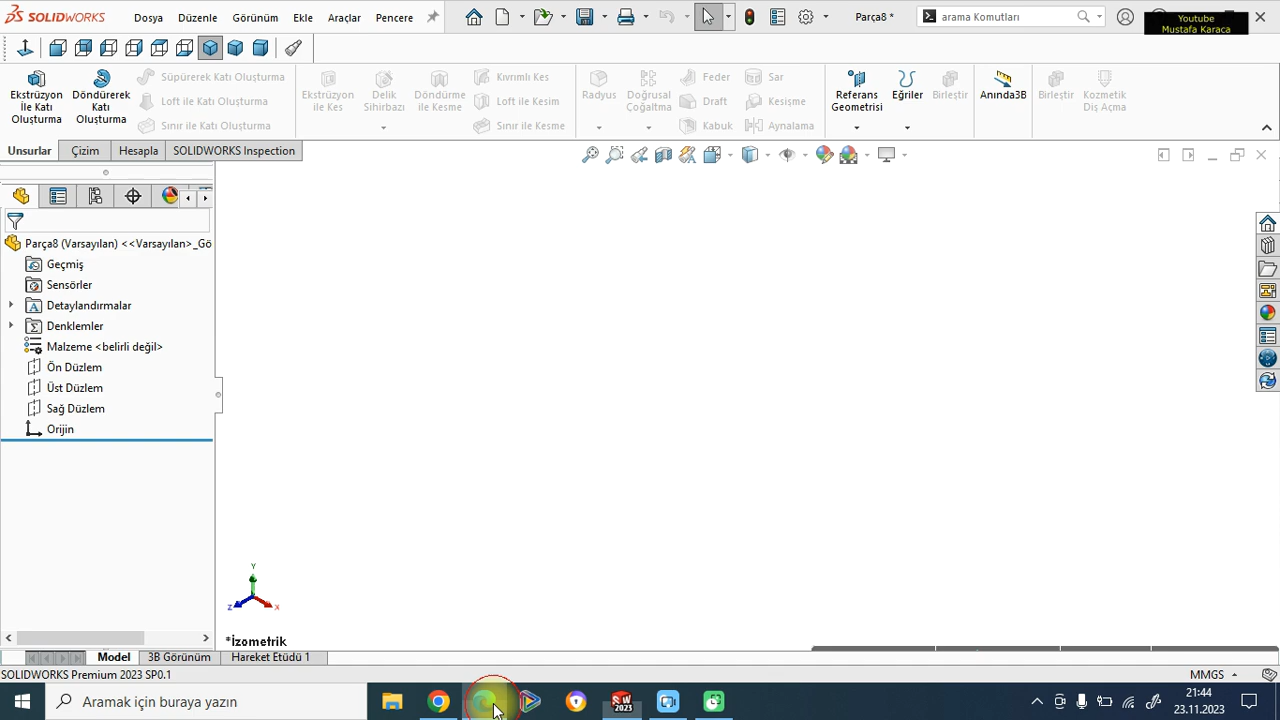 SOLIDWORKS
Dosya
Düzenle
Görünüm
Ekle
Araçlar
Pencere
Parça8 *
arama Komutları
Youtube
Mustafa Karaca
Ekstrüzyon
İle Katı
Oluşturma
Döndürerek
Katı
Oluşturma
Süpürerek Katı Oluşturma
Loft ile Katı Oluşturma
Sınır ile Katı Oluşturma
Ekstrüzyon
ile Kes
Delik
Sihirbazı
Döndürme
ile Kesme
Kıvrımlı Kes
Loft ile Kesim
Sınır ile Kesme
Radyus
Doğrusal
Çoğaltma
Feder
Draft
Kabuk
Sar
Kesişme
Aynalama
Referans
Geometrisi
Eğriler
Birleştir
Anında3B
Birleştir
Kozmetik
Diş Açma
Unsurlar
Çizim
Hesapla
SOLIDWORKS Inspection
Parça8 (Varsayılan) <<Varsayılan>_Gö
Geçmiş
Sensörler
Detaylandırmalar
Denklemler
Malzeme <belirli değil>
Ön Düzlem
Üst Düzlem
Sağ Düzlem
Orijin
Y
Z
X
*İzometrik
Model
3B Görünüm
Hareket Etüdü 1
SOLIDWORKS Premium 2023 SP0.1
MMGS
Aramak için buraya yazın
SW
2023
21:44
23.11.2023